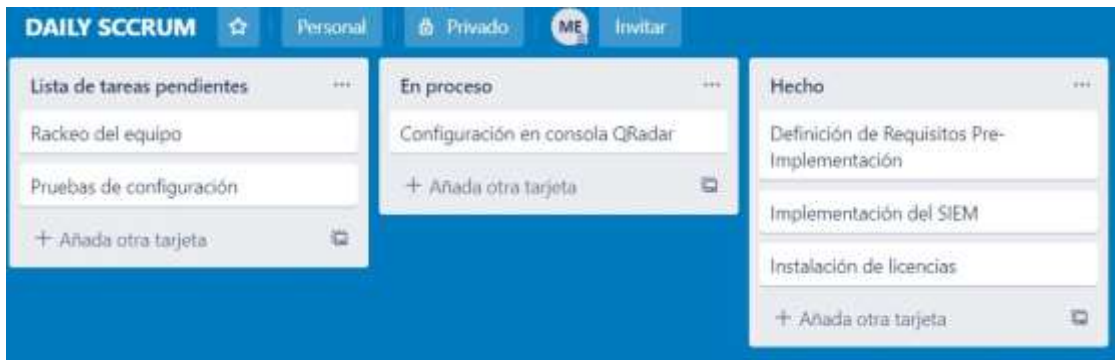 DAILY SCCRUM Personal Privado ME Invitar
Lista de tareas pendientes
Rackeo del equipo
Pruebas de configuración
+ Añada otra tarjeta
En proceso
Configuración en consola QRadar
+ Añada otra tarjeta
Hecho
Definición de Requisitos Pre-
Implementación
Implementación del SIEM
Instalación de licencias
+ Añada otra tarjeta